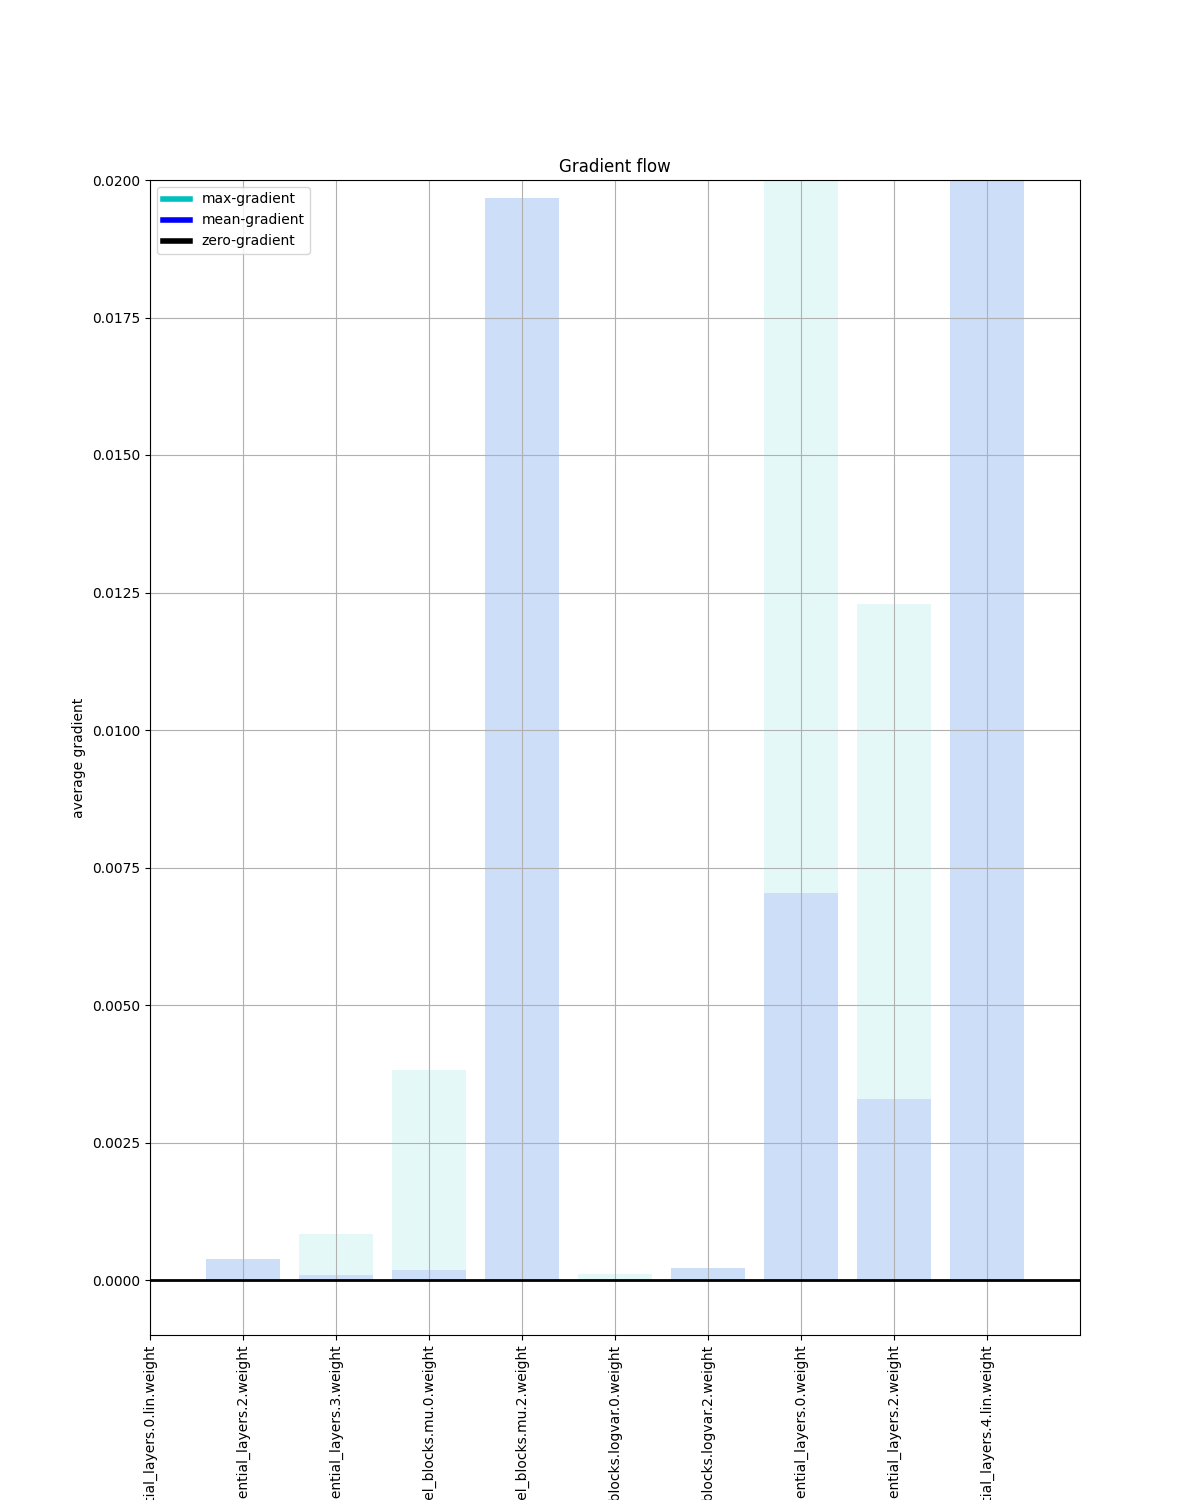 Gradient flow
max-gradient
mean-gradient
zero-gradient
0.0200
0.0175
0.0150
0.0125
0.0100
0.0075
0.0050
0.0025
0.0000
average gradient
tial_layers.0.lin.weight
ential_layers.2.weight
ential_layers.3.weight
el_blocks.mu.0.weight
el_blocks.mu.2.weight
blocks.logvar.0.weight
blocks.logvar.2.weight
ential_layers.0.weight
ential_layers.2.weight
tial_layers.4.lin.weight